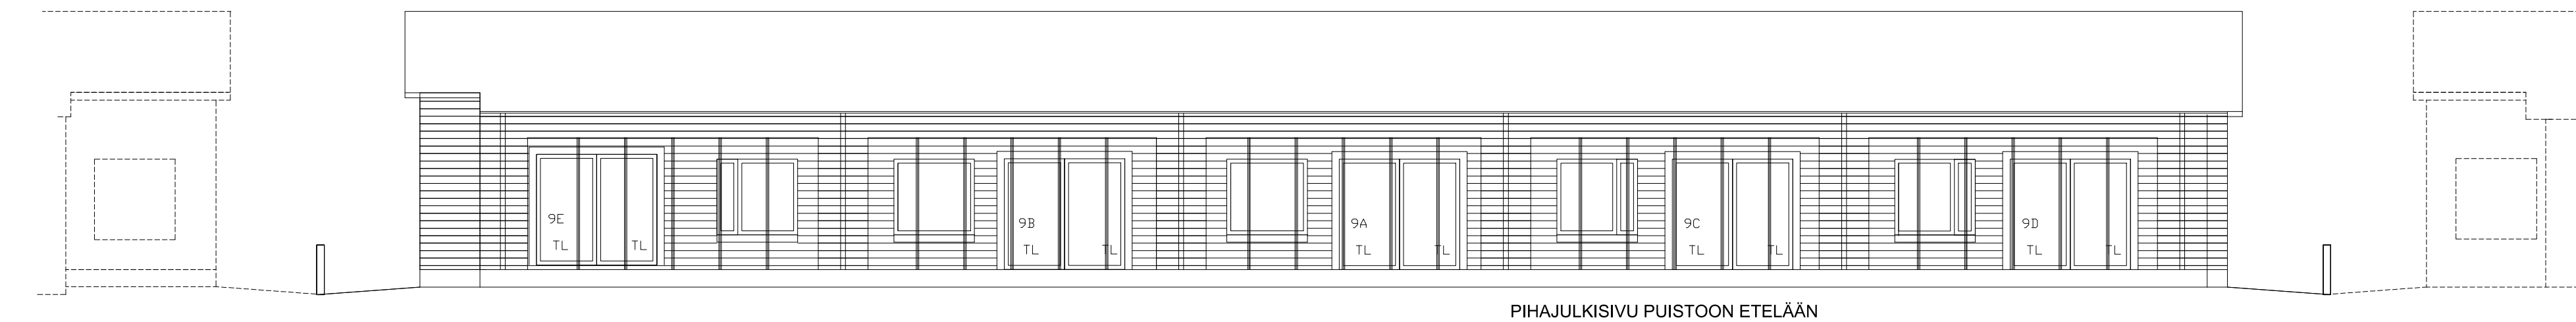 9E
TL TL
9B
TL TL
9A
TL TL
9C
TL TL
9D
TL TL
PIHAJULKISIVU PUISTOON ETELÄÄN